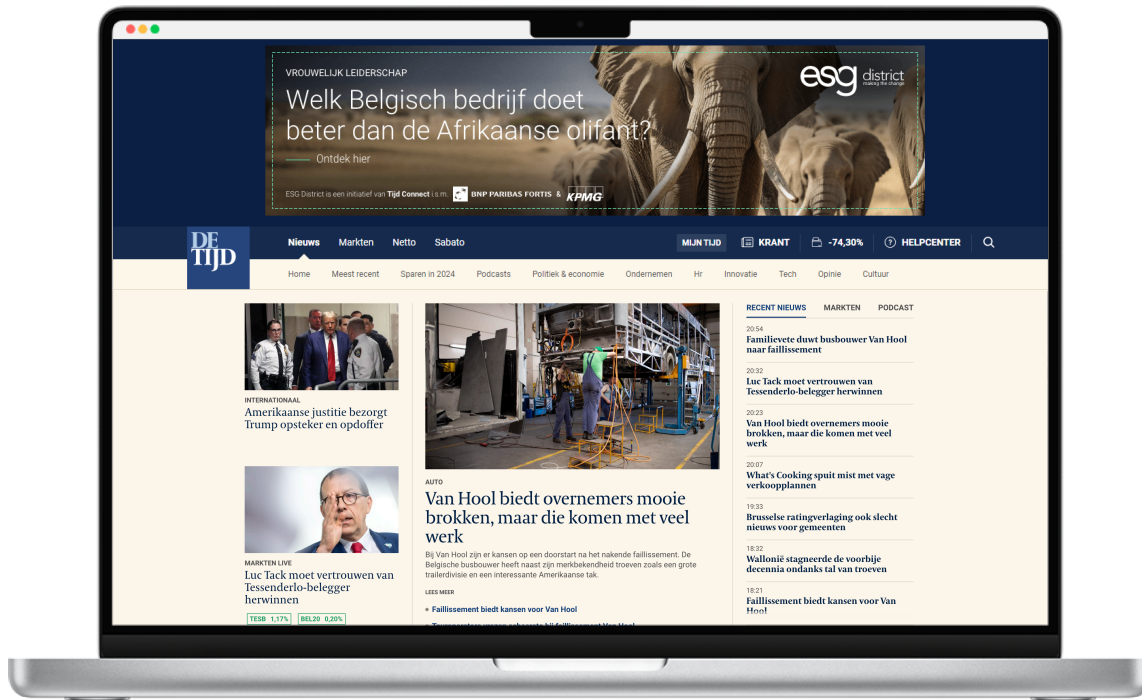 VROUWELIJK LEIDERSCHAP
Welk Belgisch bedrijf doet
beter dan de Afrikaanse olifant?
Ontdek hier
ESG District is een initiatief van Tijd Connect i.s.m. BNP PARIBAS FORTIS & KPMG
esg district
making the change
DE TIJD
Nieuws Markten Netto Sabato
MIJN TIJD KRANT -74,30% HELPCENTER
Home Meest recent Sparen in 2024 Podcasts Politiek & economie Ondernemen Hr Innovatie Tech Opinie Cultuur
INTERNATIONAAL
Amerikaanse justitie bezorgt
Trump opsteker en opdoffer
MARKTEN LIVE
Luc Tack moet vertrouwen van
Tessenderlo-belegger
herwinnen
TESB 1,17% BEL20 0,20%
AUTO
Van Hool biedt overnemers mooie
brokken, maar die komen met veel
werk
Bij Van Hool zijn er kansen op een doorstart na het nakende faillissement. De
Belgische busbouwer heeft naast zijn merkbekendheid troeven zoals een grote
trailerdivisie en een interessante Amerikaanse tak.
LEES MEER
Faillissement biedt kansen voor Van Hool
RECENT NIEUWS MARKTEN PODCAST
20:54
Familievete duwt busbouwer Van Hool
naar faillissement
20:32
Luc Tack moet vertrouwen van
Tessenderlo-belegger herwinnen
20:23
Van Hool biedt overnemers mooie
brokken, maar die komen met veel
werk
20:07
What's Cooking spuit mist met vage
verkoopplannen
19:33
Brusselse ratingverlaging ook slecht
nieuws voor gemeenten
18:32
Wallonië stagneerde de voorbije
decennia ondanks tal van troeven
18:21
Faillissement biedt kansen voor Van
Hool